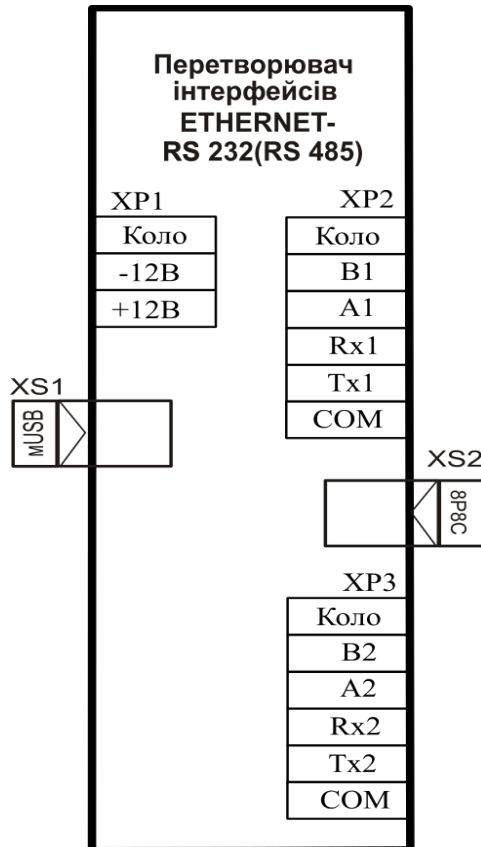 Перетворювач
інтерфейсів
ETHERNET-
RS 232(RS 485)
XP1
Коло
-12В
+12В
XP2
Коло
B1
A1
Rx1
Tx1
COM
XS1
мUSB
XS2
8P8C
XP3
Коло
B2
A2
Rx2
Tx2
COM